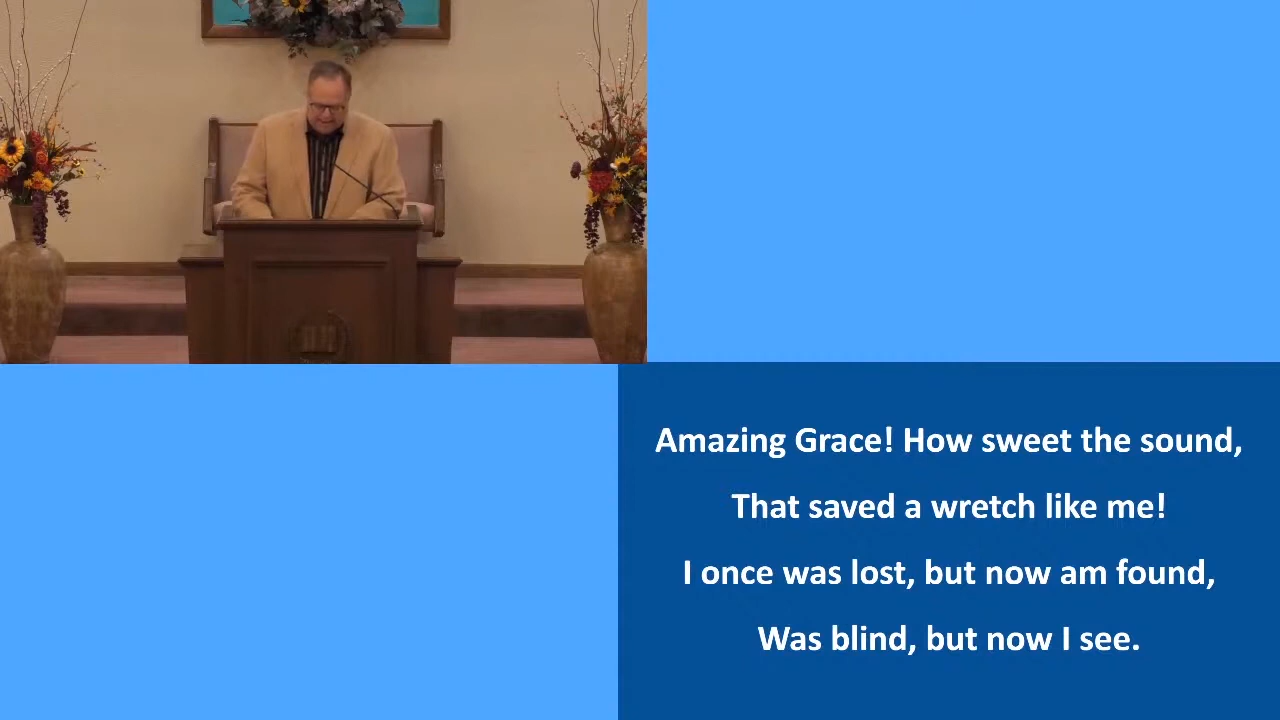 Amazing Grace! How sweet the sound,
That saved a wretch like me!
I once was lost, but now am found,
Was blind, but now I see.